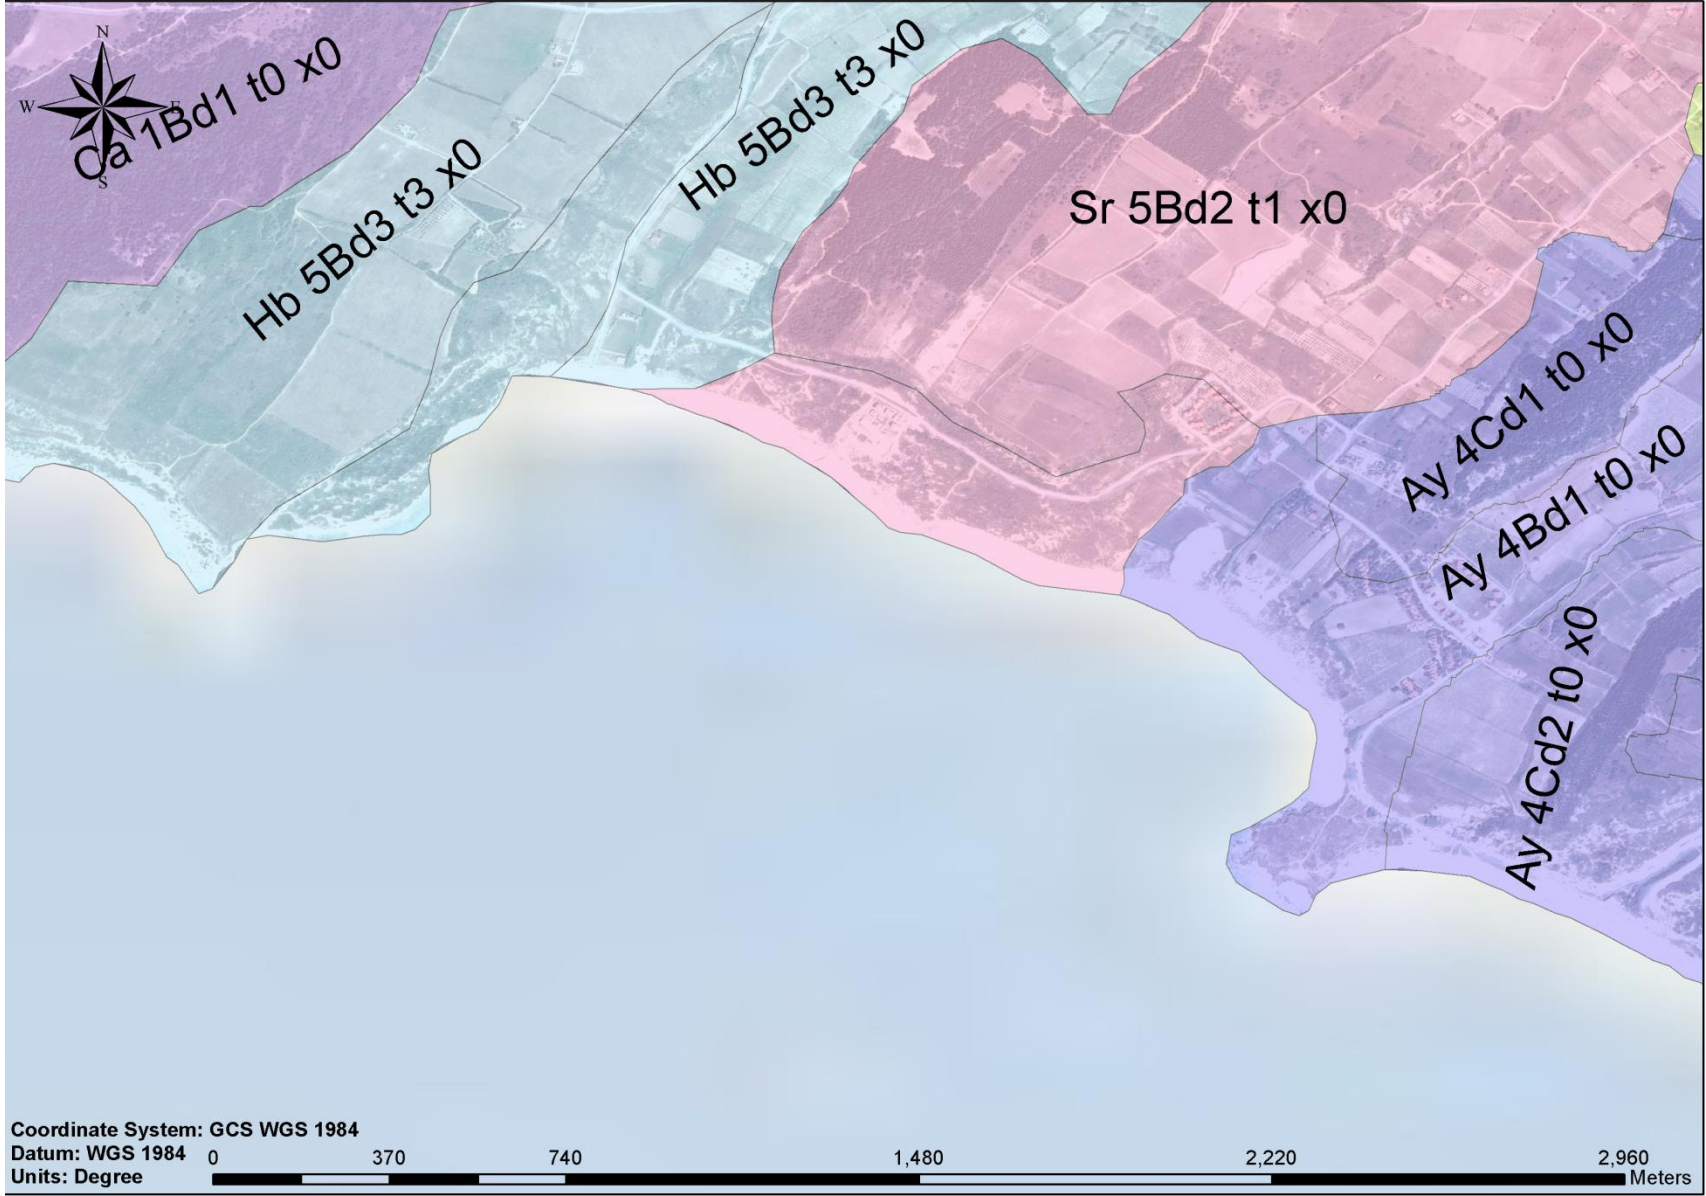 N
W E
S
Ca 1Bd1 t0 x0
Hb 5Bd3 t3 x0
Hb 5Bd3 t3 x0
Sr 5Bd2 t1 x0
Ay 4Cd1 t0 x0
Ay 4Bd1 t0 x0
Ay 4Cd2 t0 x0
Coordinate System: GCS WGS 1984
Datum: WGS 1984
Units: Degree
0 370 740 1,480 2,220 2,960
Meters